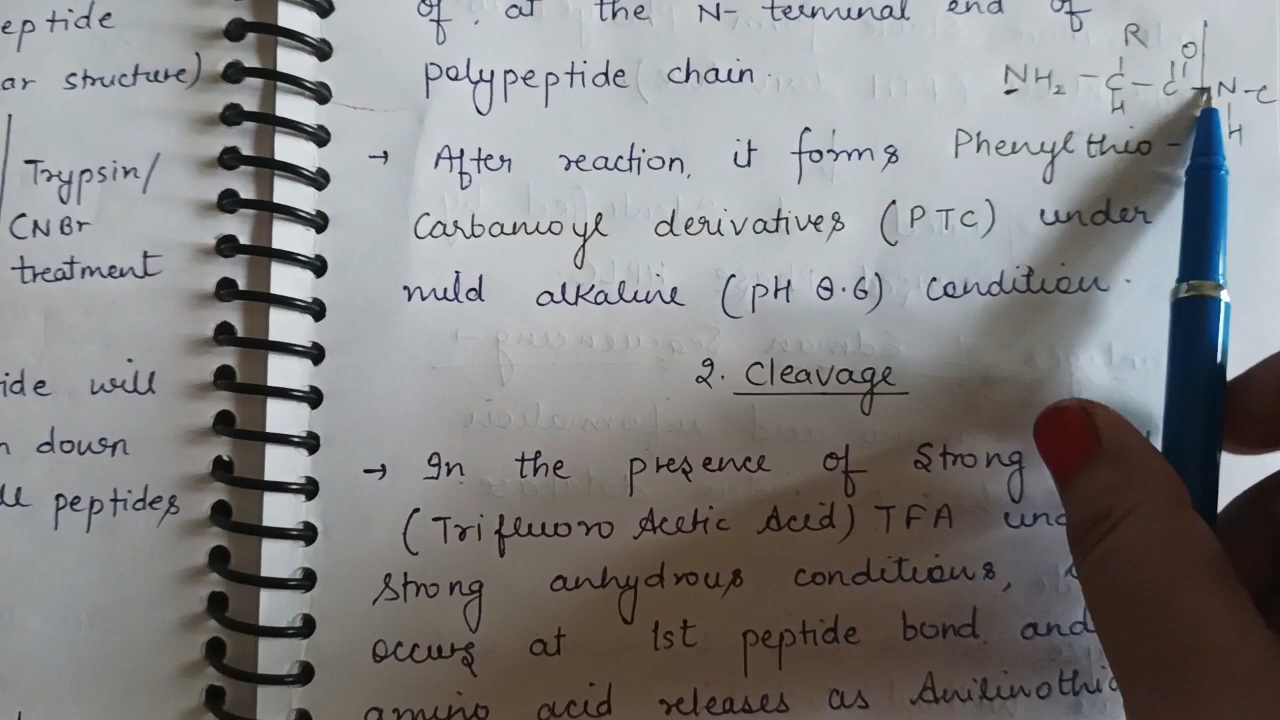 eptide
ar structure)
Trypsin/
CNBr
treatment
ide will
n down
peptides
of, at the N- terminal end of
polypeptide chain.
R
O
NH2 - C - C - N - C
H
H
→ After reaction, it forms Phenylthio -
Carbamoyl derivatives (PTC) under
mild alkaline (pH 8.6) condition.
2. Cleavage
→ In the presence of Strong
(Trifluoro Acetic Acid) TFA und
strong anhydrous conditions,
occurs at 1st peptide bond and
amino acid releases as Anilinothio